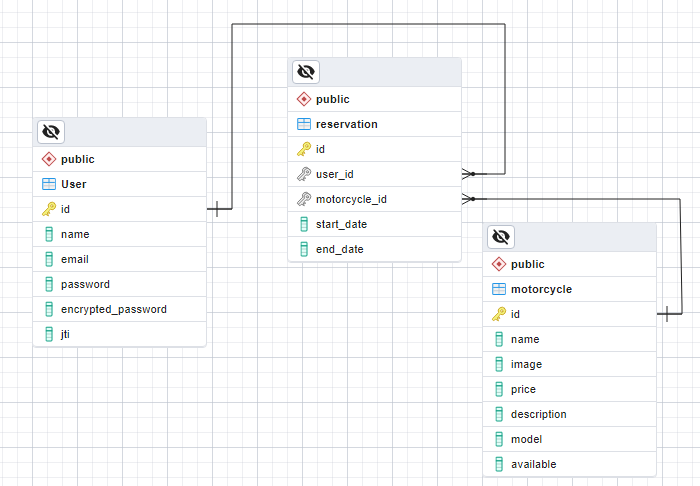 public
User
id
name
email
password
encrypted_password
jti
public
reservation
id
user_id
motorcycle_id
start_date
end_date
public
motorcycle
id
name
image
price
description
model
available